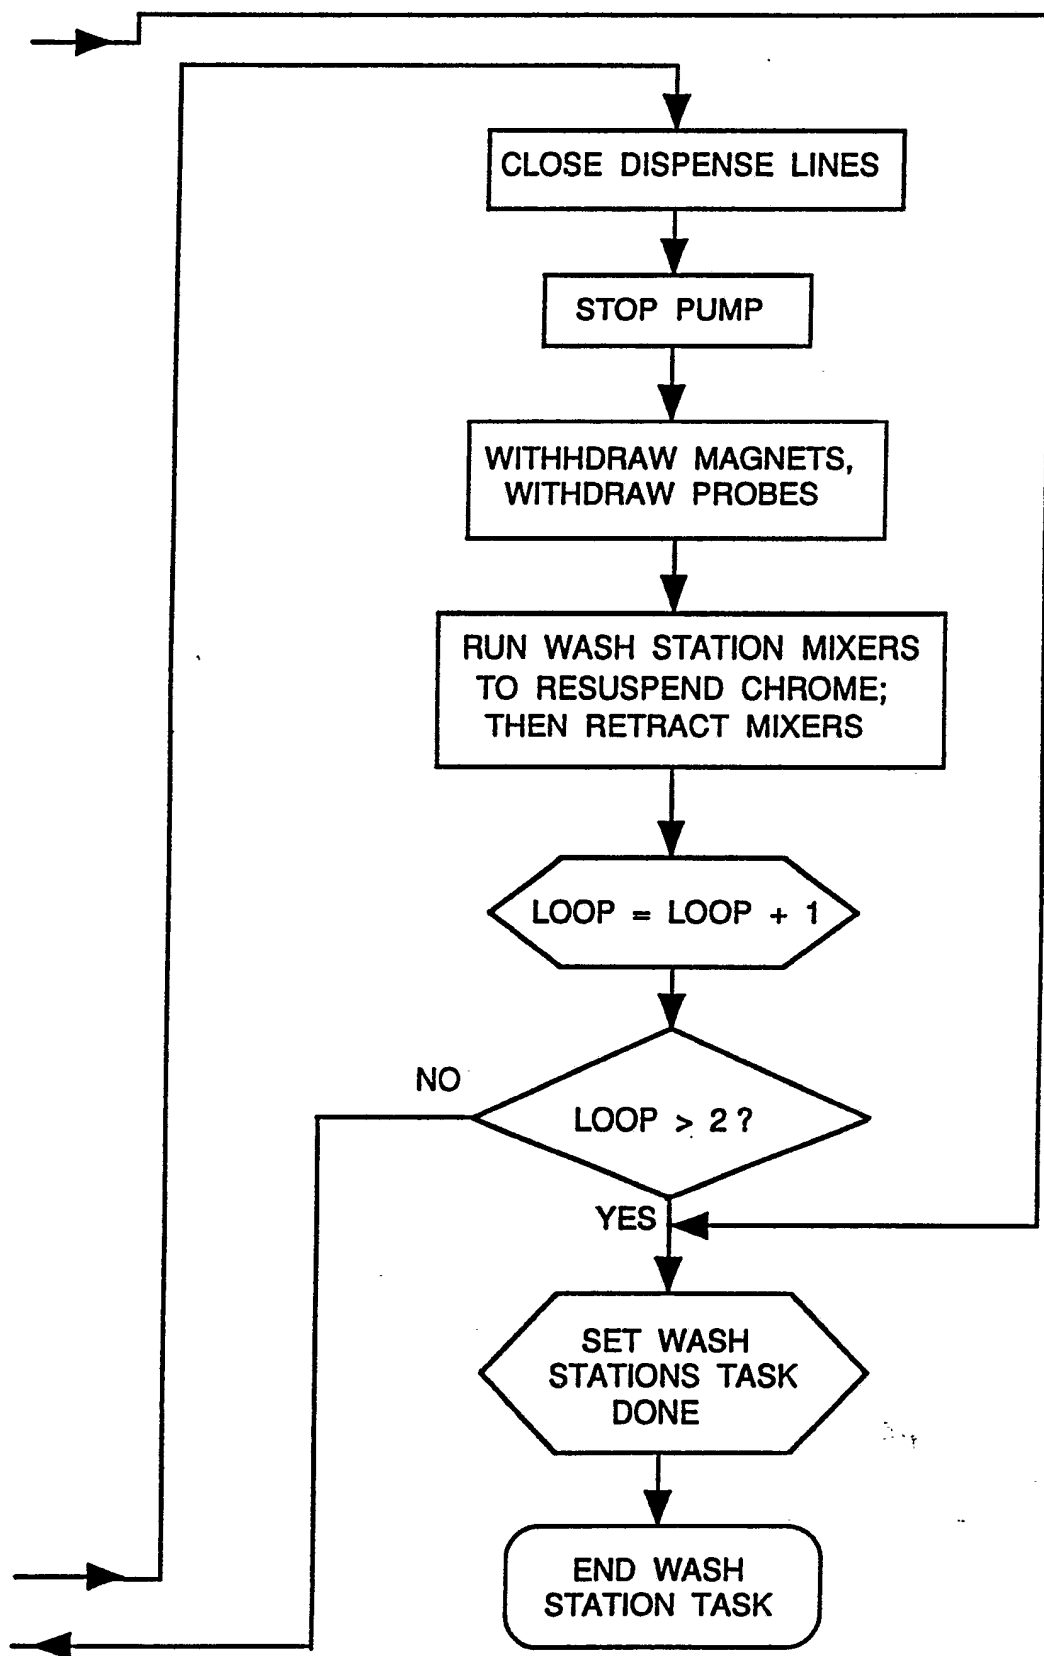 CLOSE DISPENSE LINES
STOP PUMP
WITHHDRAW MAGNETS,
WITHDRAW PROBES
RUN WASH STATION MIXERS
TO RESUSPEND CHROME;
THEN RETRACT MIXERS
LOOP = LOOP + 1
NO
LOOP > 2 ?
YES
SET WASH
STATIONS TASK
DONE
END WASH
STATION TASK